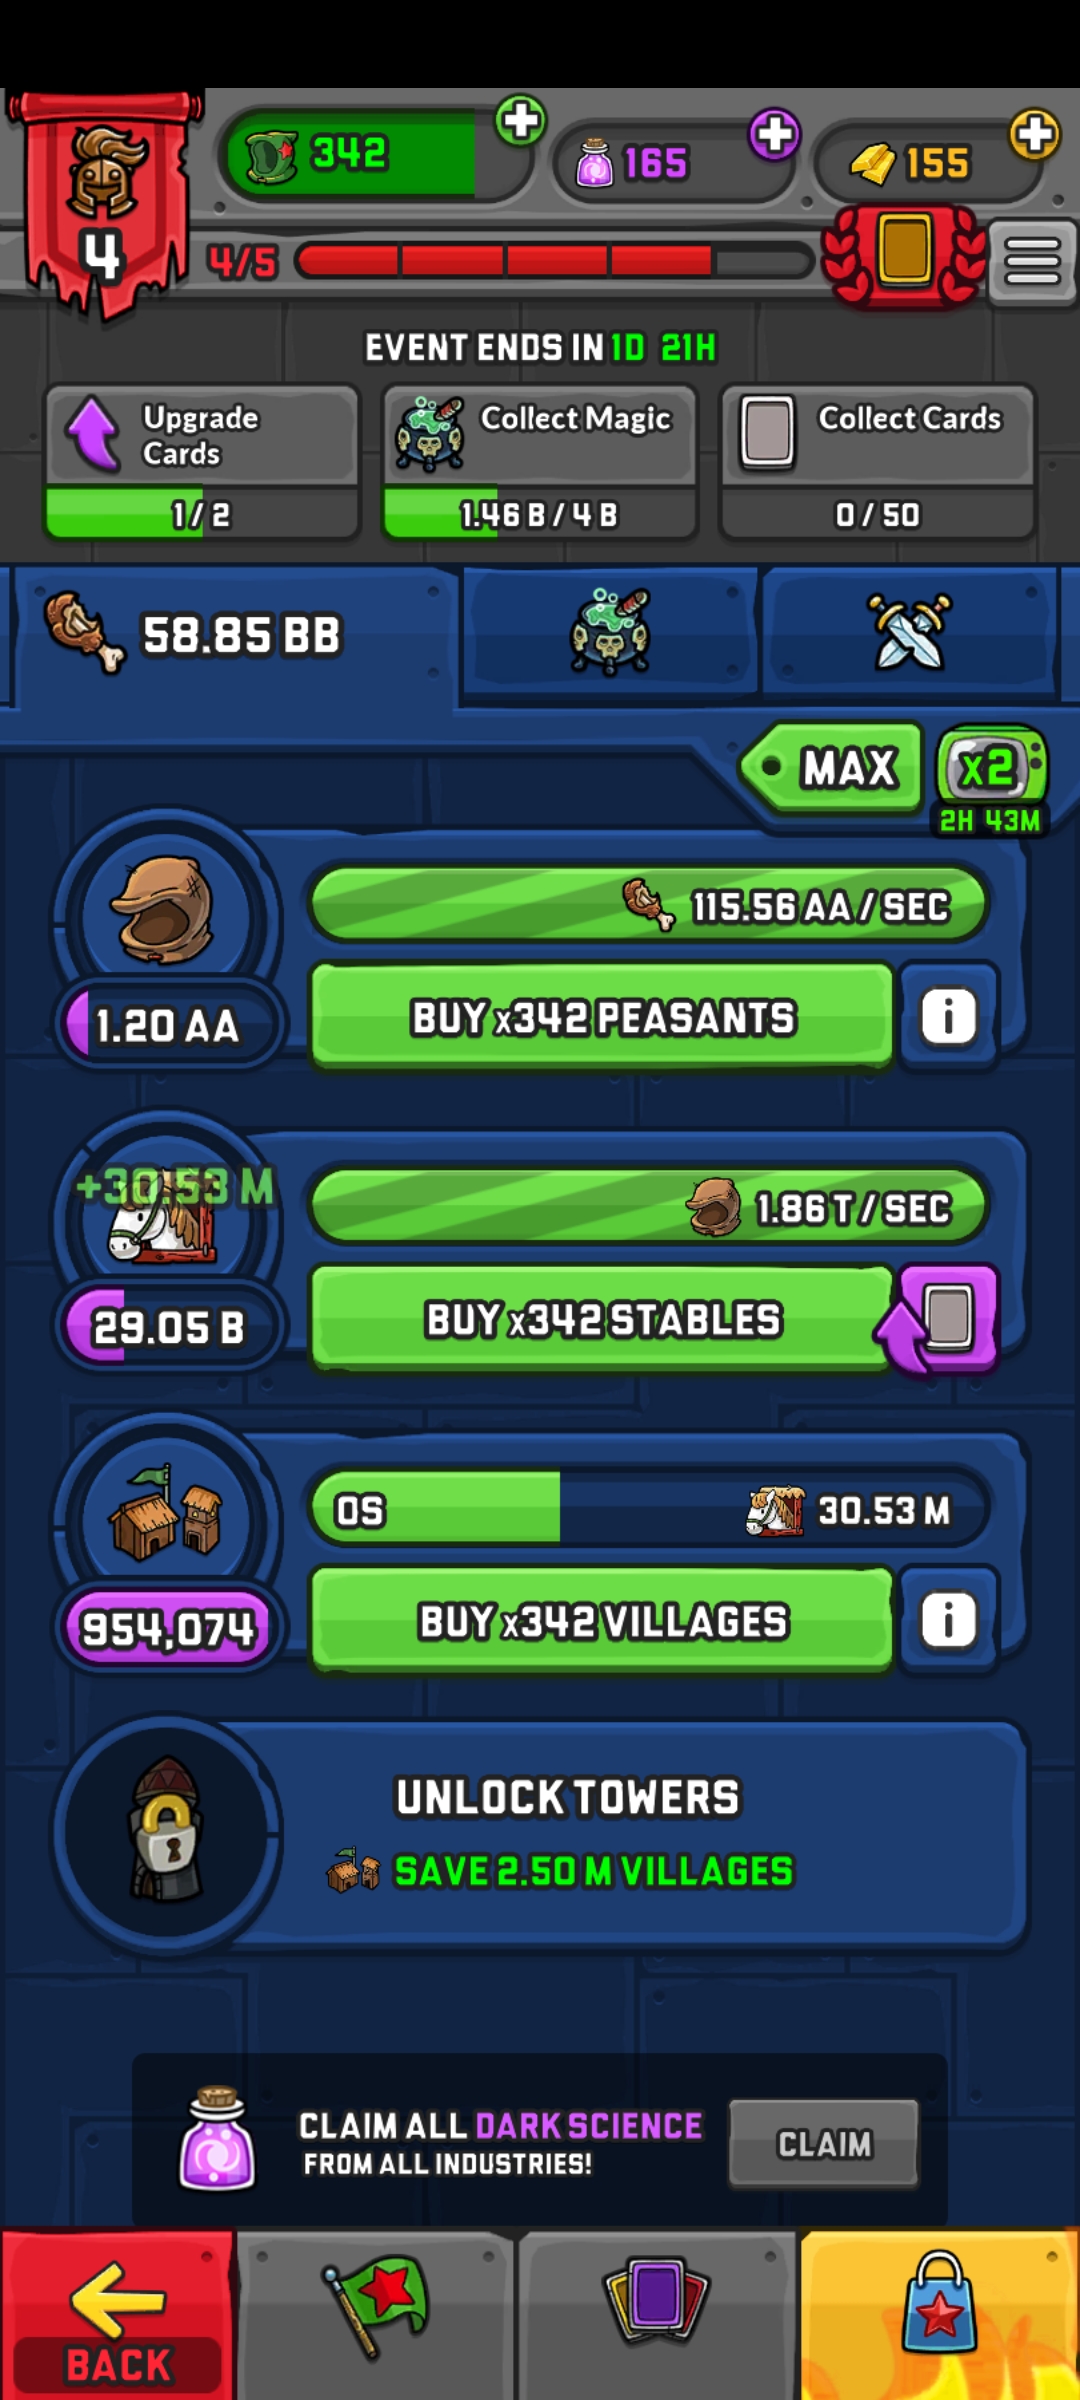 342
165
155
4
4/5
EVENT ENDS IN 1D 21H
Upgrade
Cards
1 / 2
Collect Magic
1.46 B / 4 B
Collect Cards
0 / 50
58.85 BB
MAX
x2
2H 43M
115.56 AA / SEC
1.20 AA
BUY x342 PEASANTS
i
+30.53 M
1.86 T / SEC
29.05 B
BUY x342 STABLES
0S
30.53 M
954,074
BUY x342 VILLAGES
i
UNLOCK TOWERS
SAVE 2.50 M VILLAGES
CLAIM ALL DARK SCIENCE
FROM ALL INDUSTRIES!
CLAIM
BACK